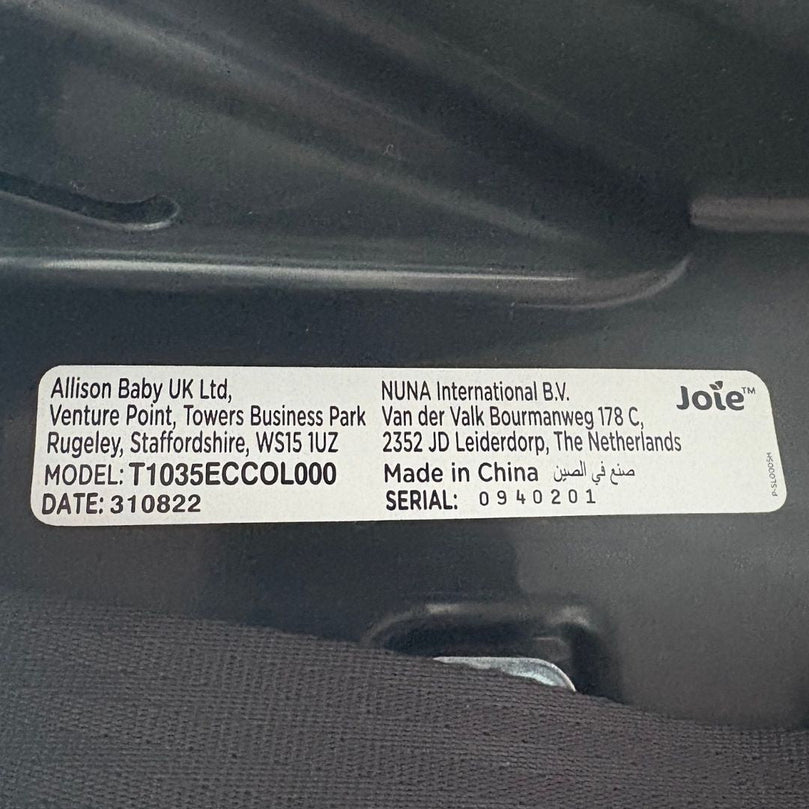 Allison Baby UK Ltd,
Venture Point, Towers Business Park
Rugeley, Staffordshire, WS15 1UZ
MODEL: T1035ECCOL000
DATE: 310822
NUNA International B.V.
Van der Valk Bourmanweg 178 C,
2352 JD Leiderdorp, The Netherlands
Made in China صنع في الصين
SERIAL: 0940201
Joie™
P-SL0005H